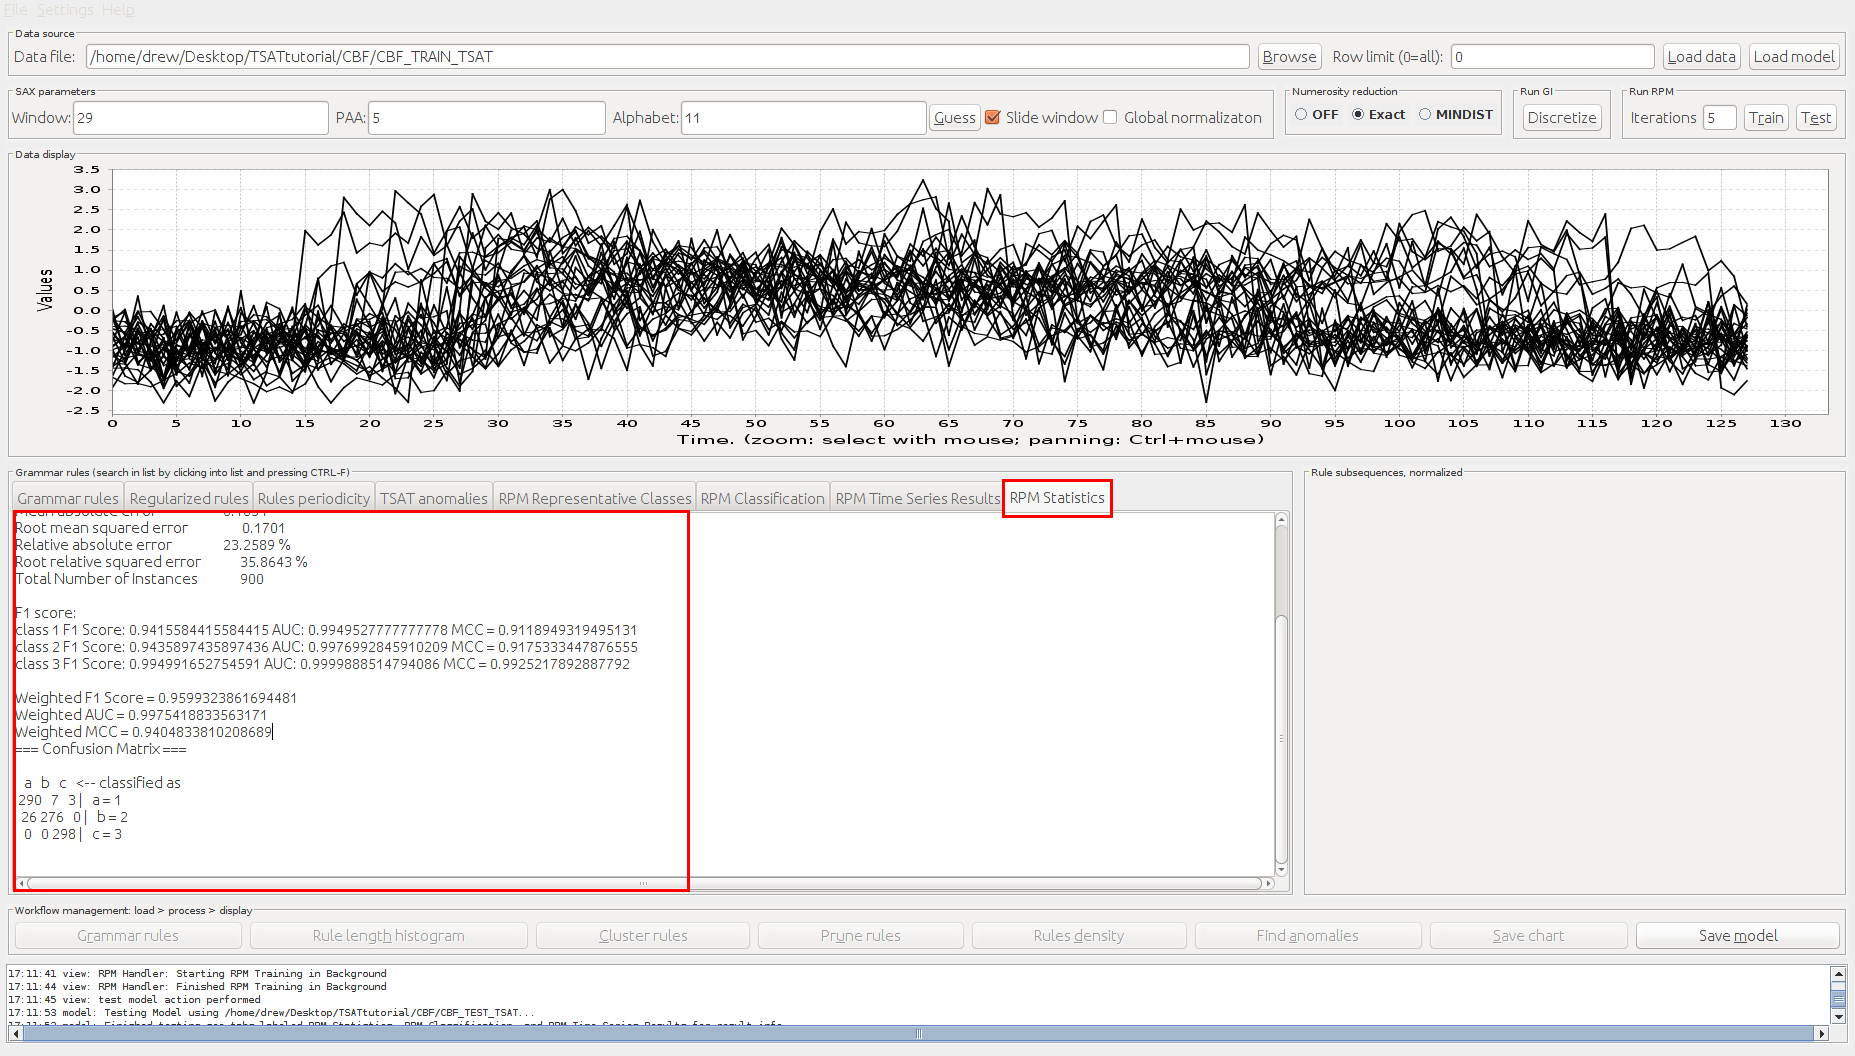 File Settings Help
Data source
Data file: /home/drew/Desktop/TSATtutorial/CBF/CBF_TRAIN_TSAT Browse Row limit (0=all): 0 Load data Load model
SAX parameters
Numerosity reduction
Run GI
Run RPM
Window: 29 PAA: 5 Alphabet: 11 Guess Slide window Global normalizaton OFF Exact MINDIST Discretize Iterations 5 Train Test
Data display
3.5
3.0
2.5
2.0
1.5
1.0
0.5
0.0
-0.5
-1.0
-1.5
-2.0
-2.5
Values
0 5 10 15 20 25 30 35 40 45 50 55 60 65 70 75 80 85 90 95 100 105 110 115 120 125 130
Time. (zoom: select with mouse; panning: Ctrl+mouse)
Grammar rules (search in list by clicking into list and pressing CTRL-F)
Rule subsequences, normalized
Grammar rules Regularized rules Rules periodicity TSAT anomalies RPM Representative Classes RPM Classification RPM Time Series Results RPM Statistics
Mean absolute error
Root mean squared error 0.1701
Relative absolute error 23.2589 %
Root relative squared error 35.8643 %
Total Number of Instances 900
F1 score:
class 1 F1 Score: 0.9415584415584415 AUC: 0.9949527777777778 MCC = 0.9118949319495131
class 2 F1 Score: 0.9435897435897436 AUC: 0.9976992845910209 MCC = 0.9175333447876555
class 3 F1 Score: 0.994991652754591 AUC: 0.9999888514794086 MCC = 0.9925217892887792
Weighted F1 Score = 0.9599323861694481
Weighted AUC = 0.9975418833563171
Weighted MCC = 0.9404833810208689
=== Confusion Matrix ===
a b c <-- classified as
290 7 3 | a = 1
26 276 0 | b = 2
0 0 298 | c = 3
Workflow management: load > process > display
Grammar rules Rule length histogram Cluster rules Prune rules Rules density Find anomalies Save chart Save model
17:11:41 view: RPM Handler: Starting RPM Training in Background
17:11:44 view: RPM Handler: Finished RPM Training in Background
17:11:45 view: test model action performed
17:11:53 model: Testing Model using /home/drew/Desktop/TSATtutorial/CBF/CBF_TEST_TSAT...